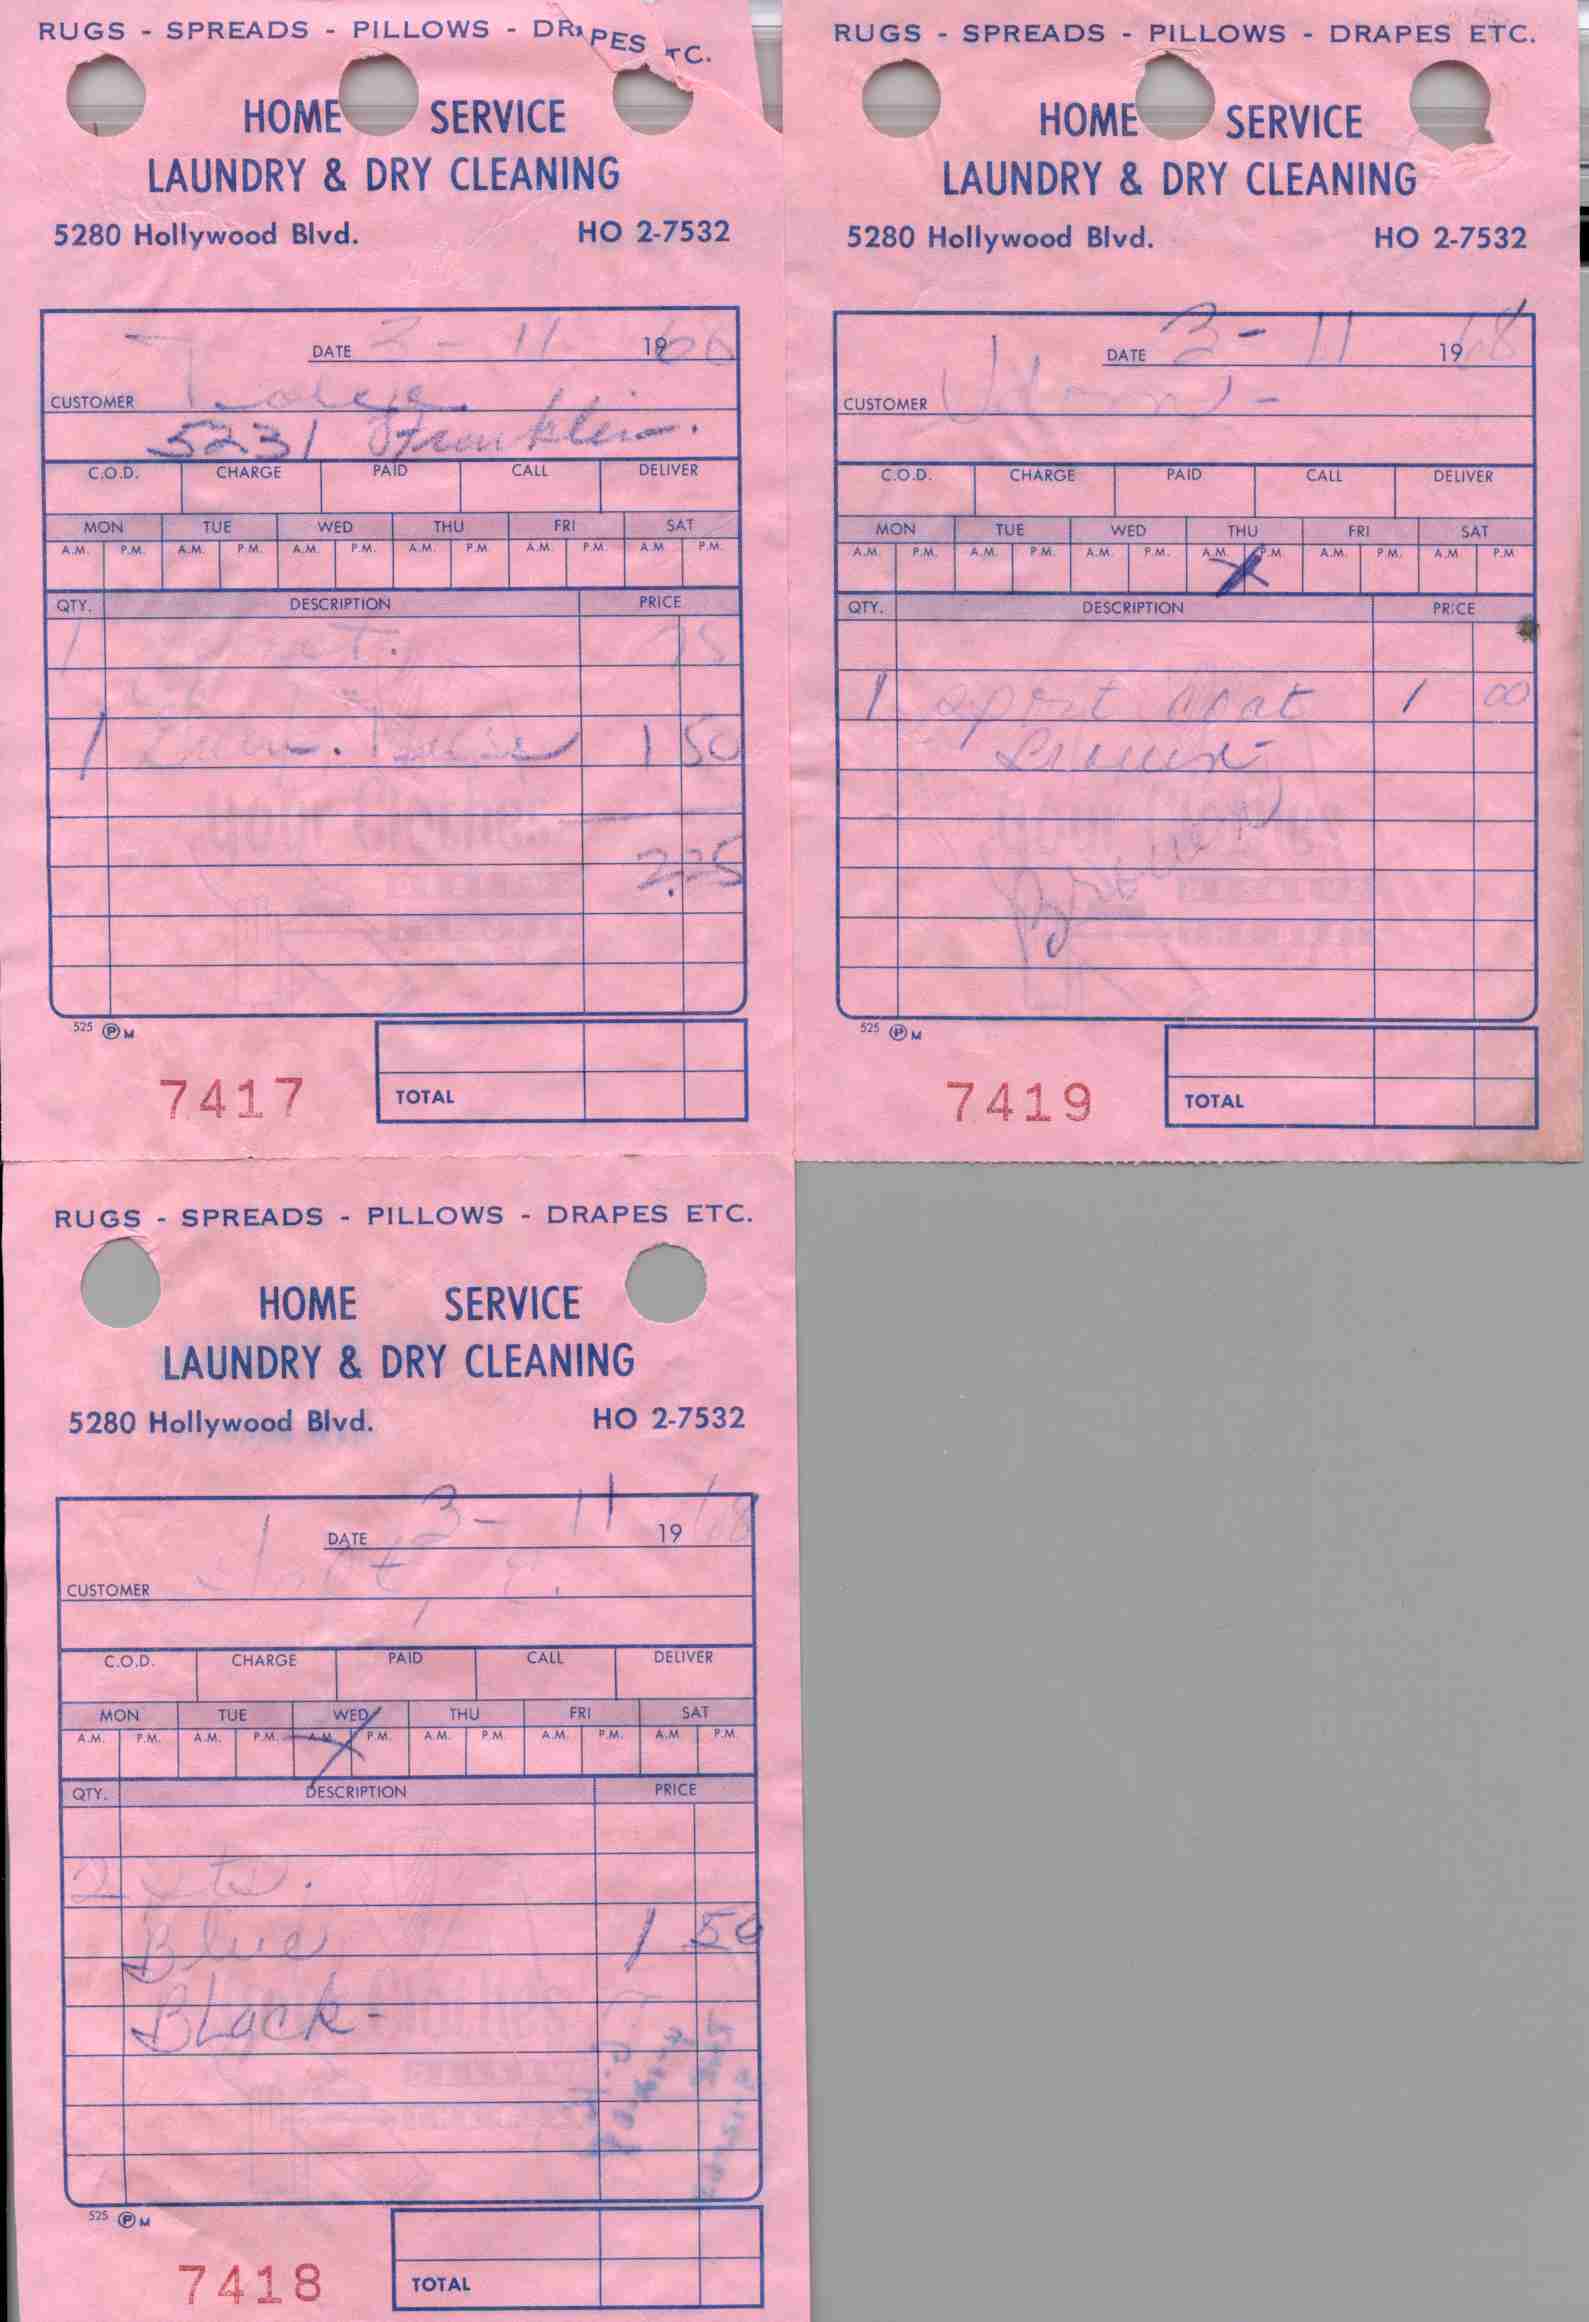 RUGS - SPREADS - PILLOWS - DRAPES ETC.
HOME SERVICE
LAUNDRY & DRY CLEANING
5280 Hollywood Blvd. HO 2-7532
DATE 3 - 11 19
CUSTOMER
5231 Franklin.
C.O.D. CHARGE PAID CALL DELIVER
MON TUE WED THU FRI SAT
A.M. P.M. A.M. P.M. A.M. P.M. A.M. P.M. A.M. P.M. A.M. P.M.
QTY. DESCRIPTION PRICE
1 75
1 1 50
2.25
525 P M
TOTAL
7417
RUGS - SPREADS - PILLOWS - DRAPES ETC.
HOME SERVICE
LAUNDRY & DRY CLEANING
5280 Hollywood Blvd. HO 2-7532
DATE 3 - 11 1968
CUSTOMER
C.O.D. CHARGE PAID CALL DELIVER
MON TUE WED THU FRI SAT
A.M. P.M. A.M. P.M. A.M. P.M. A.M. P.M. A.M. P.M. A.M. P.M
QTY. DESCRIPTION PRICE
1 sport coat 1 00
Brown
525 P M
TOTAL
7419
RUGS - SPREADS - PILLOWS - DRAPES ETC.
HOME SERVICE
LAUNDRY & DRY CLEANING
5280 Hollywood Blvd. HO 2-7532
DATE 3 - 11 1968
CUSTOMER
C.O.D. CHARGE PAID CALL DELIVER
MON TUE WED THU FRI SAT
A.M. P.M. A.M. P.M. A.M. P.M. A.M. P.M. A.M. P.M. A.M. P.M.
QTY. DESCRIPTION PRICE
2
Blue 1 50
Black -
525 P M
TOTAL
7418